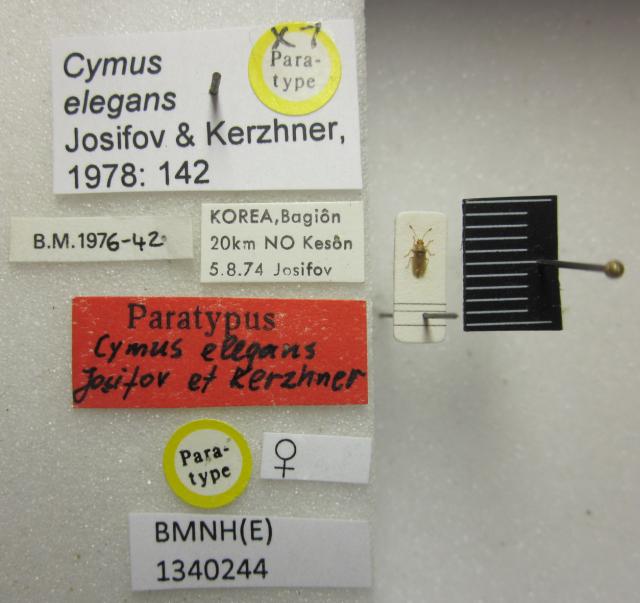 Cymus
elegans
Josifov & Kerzhner,
1978: 142
x7
Para-
type
B.M.1976-42.
KOREA,Bagiôn
20km NO Kesôn
5.8.74 Josifov
Paratypus
Cymus elegans
Josifov et Kerzhner
Para-
type
♀
BMNH(E)
1340244